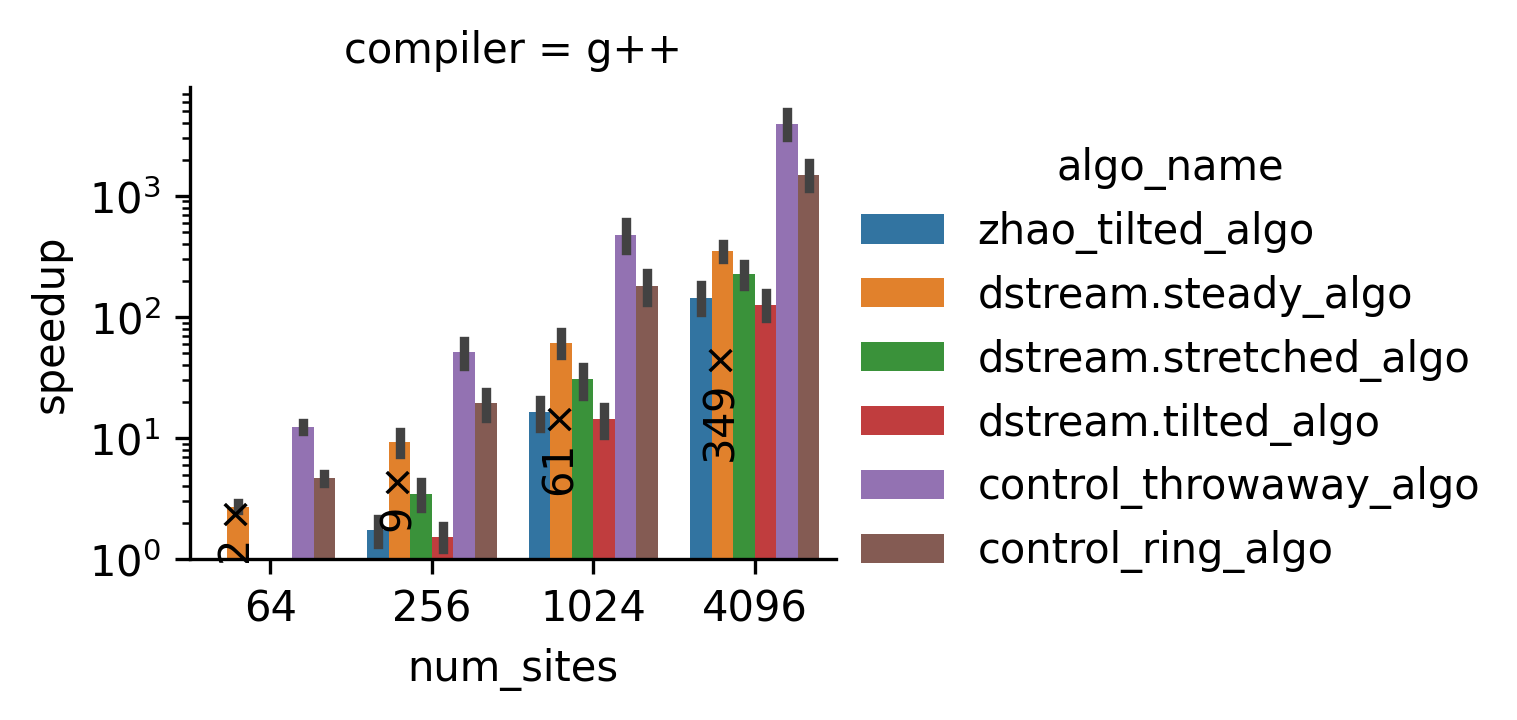 compiler = g++
speedup
10³
10²
10¹
10⁰
2 ×
9 ×
61 ×
349 ×
64
256
1024
4096
num_sites
algo_name
zhao_tilted_algo
dstream.steady_algo
dstream.stretched_algo
dstream.tilted_algo
control_throwaway_algo
control_ring_algo